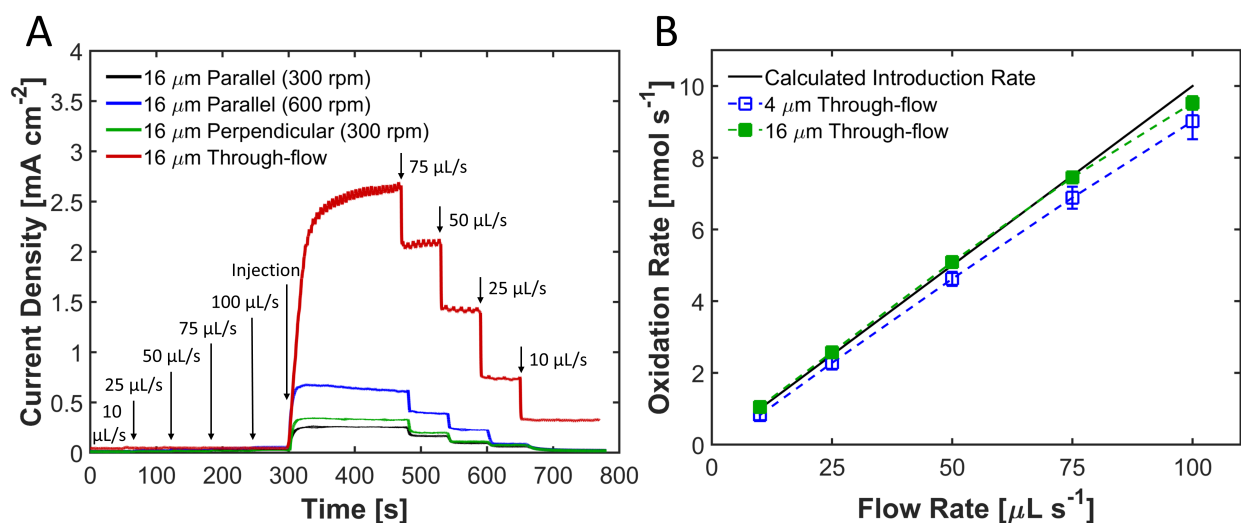 A
Current Density [mA cm⁻²]
4
3.5
3
2.5
2
1.5
1
0.5
0
16 μm Parallel (300 rpm)
16 μm Parallel (600 rpm)
16 μm Perpendicular (300 rpm)
16 μm Through-flow
75 μL/s
50 μL/s
Injection
25 μL/s
100 μL/s
75 μL/s
50 μL/s
10 μL/s
25 μL/s
10
μL/s
0 100 200 300 400 500 600 700 800
Time [s]
B
Oxidation Rate [nmol s⁻¹]
10
8
6
4
2
0
Calculated Introduction Rate
4 μm Through-flow
16 μm Through-flow
0 25 50 75 100
Flow Rate [μL s⁻¹]